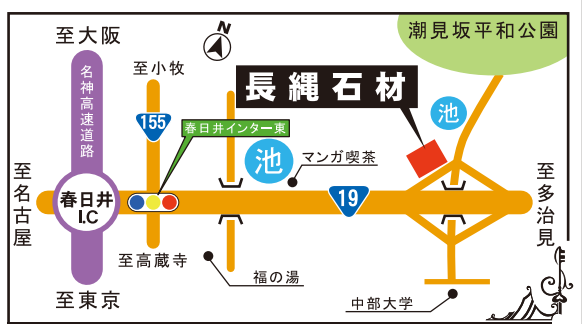 至大阪
N
潮見坂平和公園
至小牧
長縄石材
名神高速道路
155
春日井インター東
池
池
マンガ喫茶
至名古屋
春日井
I.C
19
至多治見
至高蔵寺
福の湯
至東京
中部大学